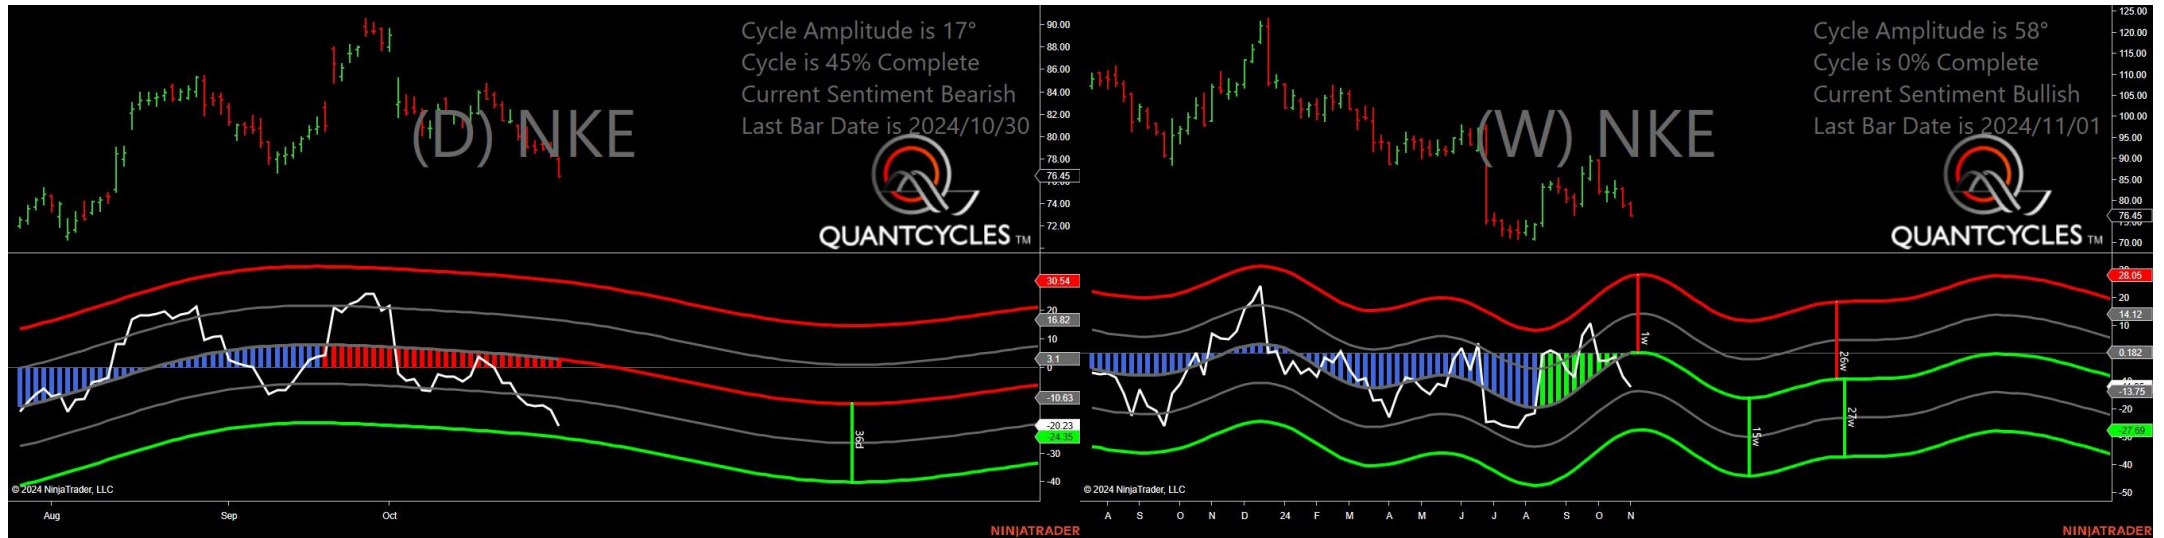 Cycle Amplitude is 17°
Cycle is 45% Complete
Current Sentiment Bearish
Last Bar Date is 2024/10/30
(D) NKE
QUANTCYCLES TM
90.00
88.00
86.00
84.00
82.00
80.00
78.00
76.45
74.00
72.00
30.54
20
16.82
10
3.1
0
-10.63
-20.23
-24.35
-30
-40
36d
© 2024 NinjaTrader, LLC
Aug Sep Oct
NINJATRADER
Cycle Amplitude is 58°
Cycle is 0% Complete
Current Sentiment Bullish
Last Bar Date is 2024/11/01
(W) NKE
QUANTCYCLES TM
125.00
120.00
115.00
110.00
105.00
100.00
95.00
90.00
85.00
80.00
76.45
70.00
28.05
20
14.12
10
0.182
-13.75
-20
-27.69
-40
-50
1w
26w
15w
27w
© 2024 NinjaTrader, LLC
A S O N D 24 F M A M J J A S O N
NINJATRADER